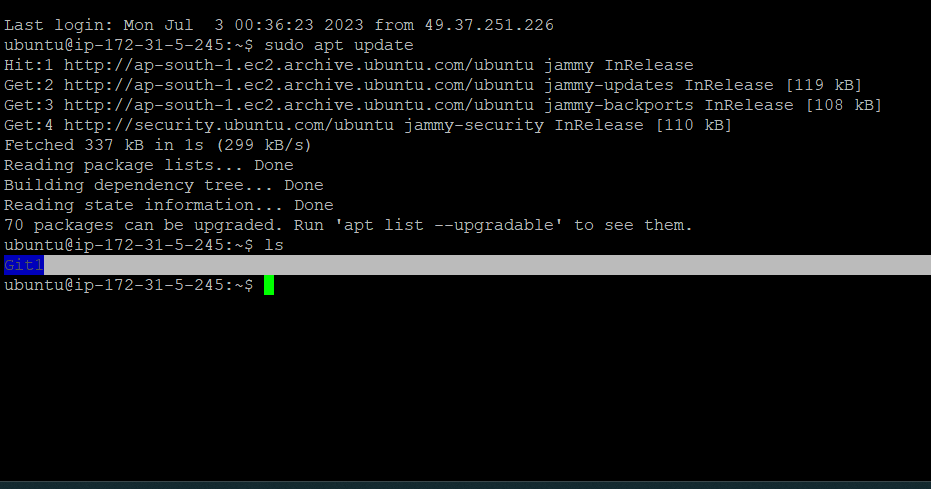 Last login: Mon Jul  3 00:36:23 2023 from 49.37.251.226
ubuntu@ip-172-31-5-245:~$ sudo apt update
Hit:1 http://ap-south-1.ec2.archive.ubuntu.com/ubuntu jammy InRelease
Get:2 http://ap-south-1.ec2.archive.ubuntu.com/ubuntu jammy-updates InRelease [119 kB]
Get:3 http://ap-south-1.ec2.archive.ubuntu.com/ubuntu jammy-backports InRelease [108 kB]
Get:4 http://security.ubuntu.com/ubuntu jammy-security InRelease [110 kB]
Fetched 337 kB in 1s (299 kB/s)
Reading package lists... Done
Building dependency tree... Done
Reading state information... Done
70 packages can be upgraded. Run 'apt list --upgradable' to see them.
ubuntu@ip-172-31-5-245:~$ ls
Git1
ubuntu@ip-172-31-5-245:~$